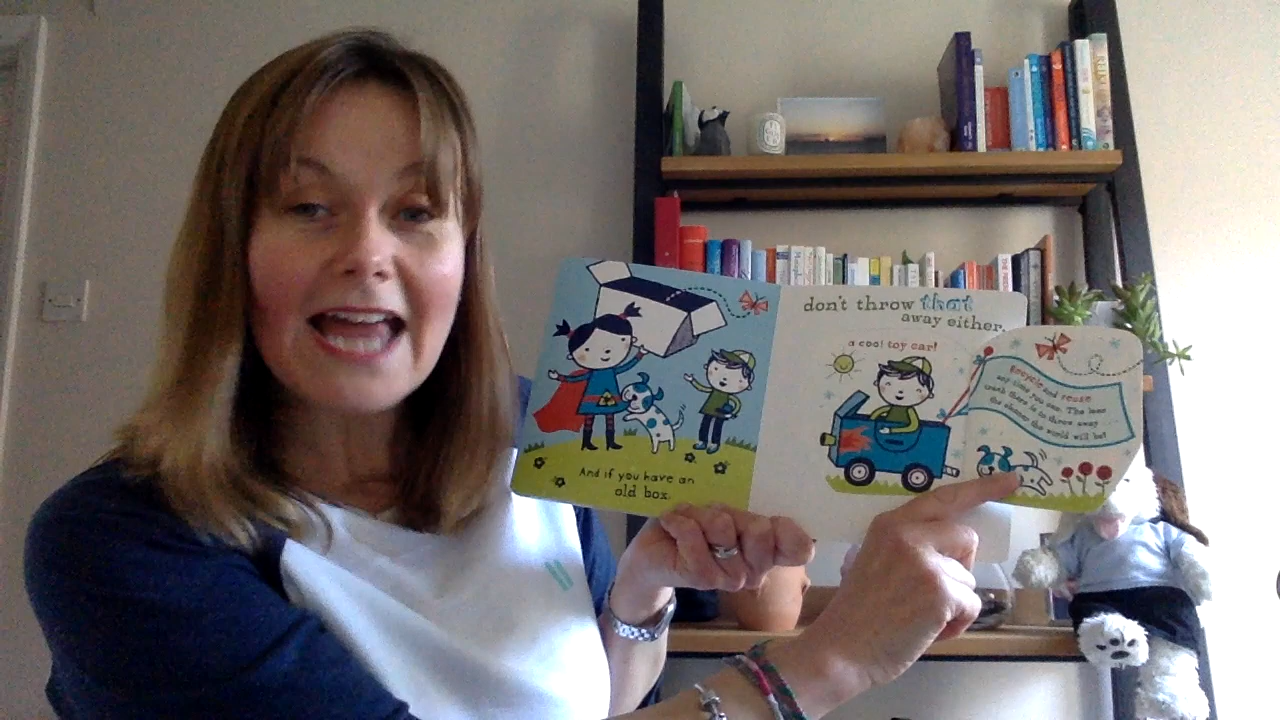 And if you have an
old box,
don't throw that
away either.
a cool toy car!
Recycle and reuse
any time you can. The less
trash there is to throw away
the cleaner the world will be!